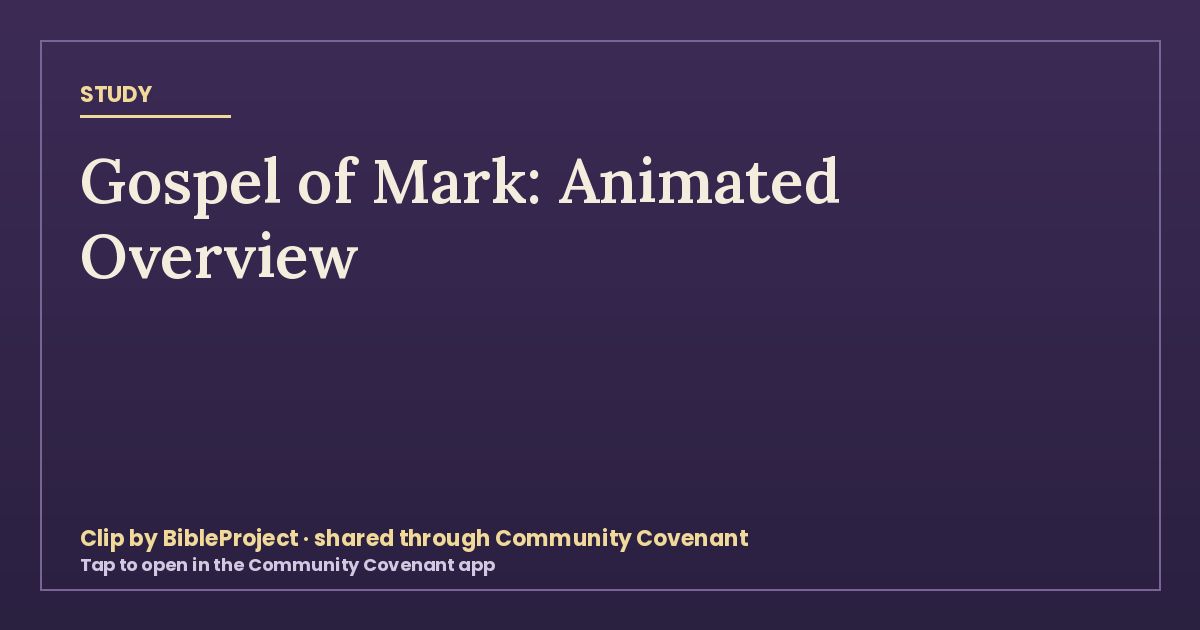 STUDY
Gospel of Mark: Animated
Overview
Clip by BibleProject · shared through Community Covenant
Tap to open in the Community Covenant app